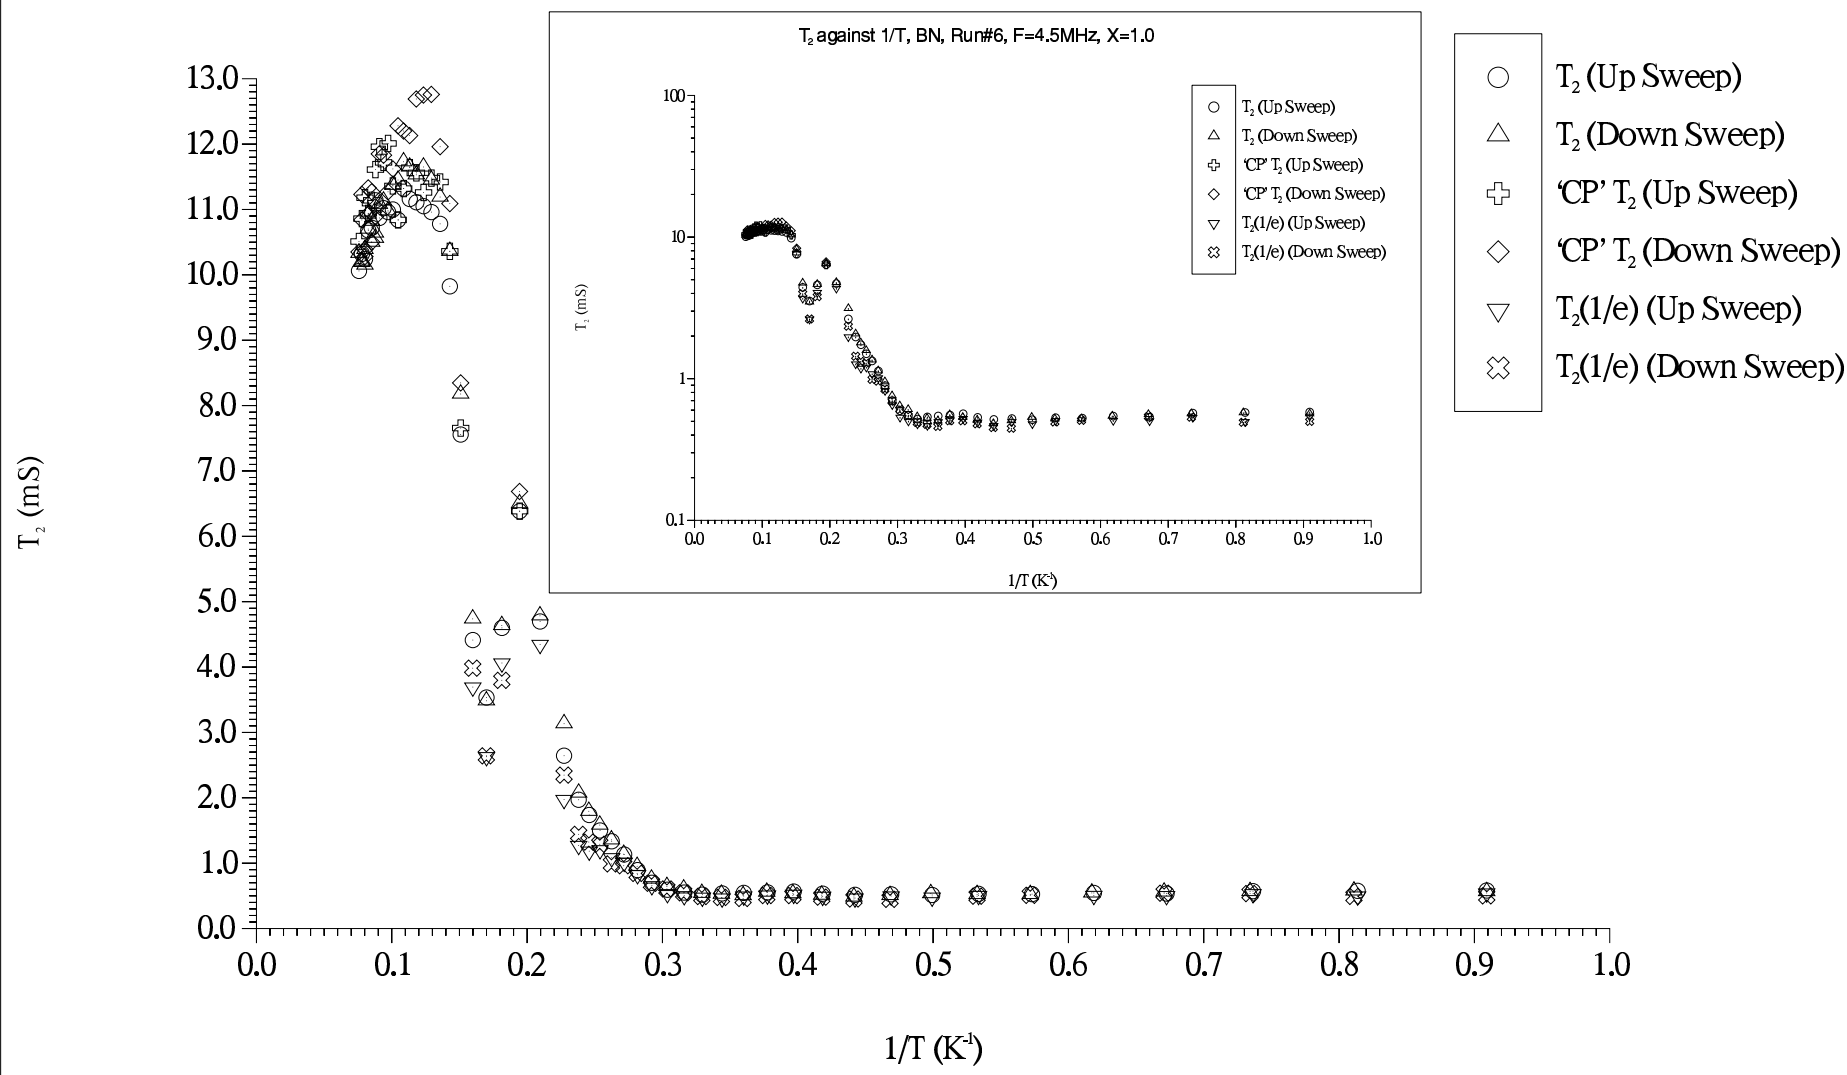 T₂ against 1/T, BN, Run#6, F=4.5MHz, X=1.0
T₂ (Up Sweep)
T₂ (Down Sweep)
‘CP’ T₂ (Up Sweep)
‘CP’ T₂ (Down Sweep)
T₂(1/e) (Up Sweep)
T₂(1/e) (Down Sweep)
100
10
1
0.1
T₂ (mS)
0.0 0.1 0.2 0.3 0.4 0.5 0.6 0.7 0.8 0.9 1.0
1/T (K⁻¹)
T₂ (Up Sweep)
T₂ (Down Sweep)
‘CP’ T₂ (Up Sweep)
‘CP’ T₂ (Down Sweep)
T₂(1/e) (Up Sweep)
T₂(1/e) (Down Sweep)
13.0
12.0
11.0
10.0
9.0
8.0
7.0
6.0
5.0
4.0
3.0
2.0
1.0
0.0
T₂ (mS)
0.0 0.1 0.2 0.3 0.4 0.5 0.6 0.7 0.8 0.9 1.0
1/T (K⁻¹)